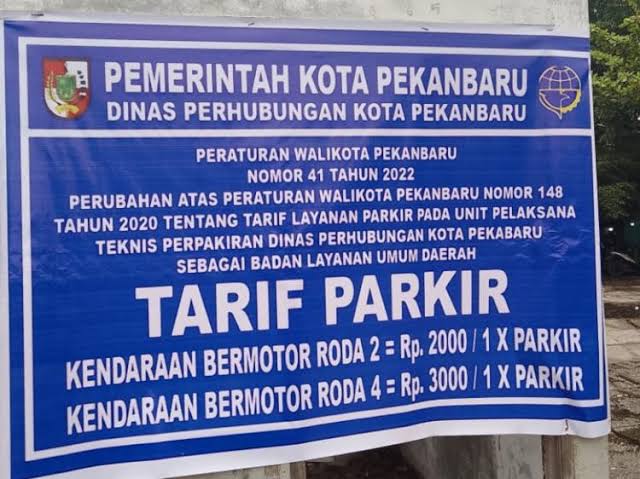 PEMERINTAH KOTA PEKANBARU
DINAS PERHUBUNGAN KOTA PEKANBARU
PERATURAN WALIKOTA PEKANBARU
NOMOR 41 TAHUN 2022
PERUBAHAN ATAS PERATURAN WALIKOTA PEKANBARU NOMOR 148
TAHUN 2020 TENTANG TARIF LAYANAN PARKIR PADA UNIT PELAKSANA
TEKNIS PERPAKIRAN DINAS PERHUBUNGAN KOTA PEKABARU
SEBAGAI BADAN LAYANAN UMUM DAERAH
TARIF PARKIR
KENDARAAN BERMOTOR RODA 2 = Rp. 2000 / 1 X PARKIR
KENDARAAN BERMOTOR RODA 4 = Rp. 3000 / 1 X PARKIR